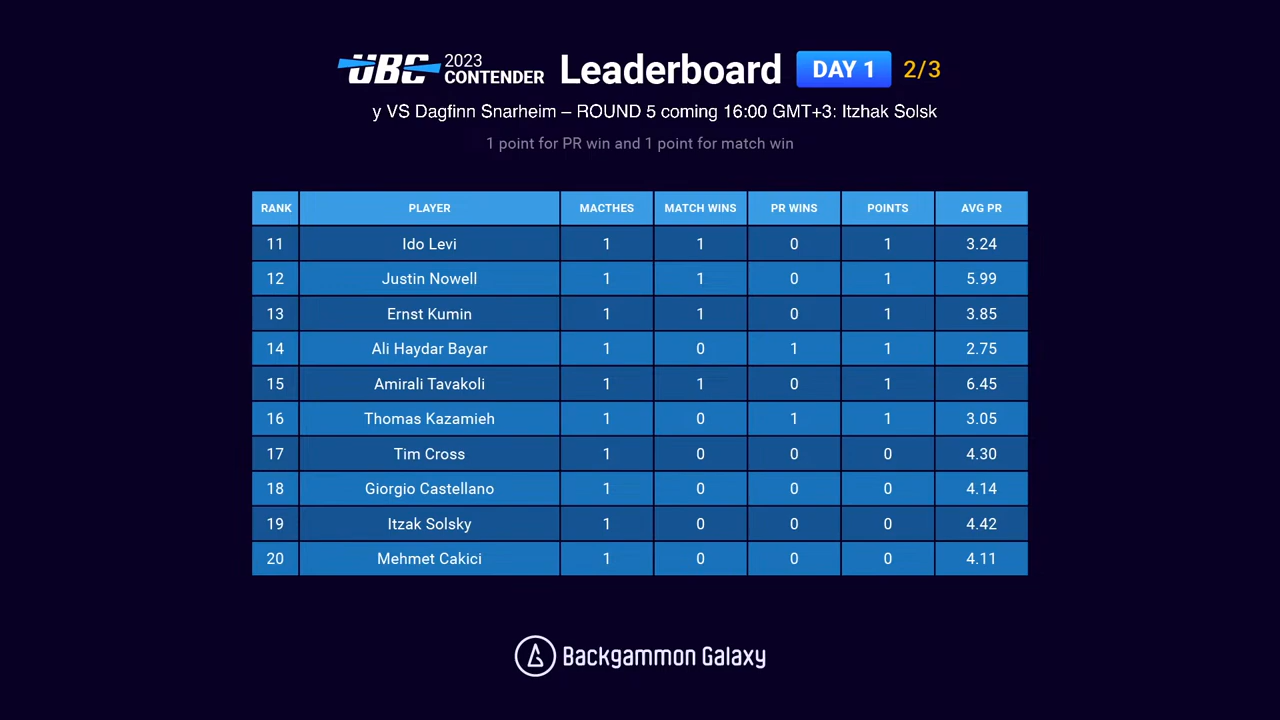 UBC 2023 CONTENDER Leaderboard DAY 1 2/3
y VS Dagfinn Snarheim – ROUND 5 coming 16:00 GMT+3: Itzhak Solsk
1 point for PR win and 1 point for match win
RANK PLAYER MACTHES MATCH WINS PR WINS POINTS AVG PR
11 Ido Levi 1 1 0 1 3.24
12 Justin Nowell 1 1 0 1 5.99
13 Ernst Kumin 1 1 0 1 3.85
14 Ali Haydar Bayar 1 0 1 1 2.75
15 Amirali Tavakoli 1 1 0 1 6.45
16 Thomas Kazamieh 1 0 1 1 3.05
17 Tim Cross 1 0 0 0 4.30
18 Giorgio Castellano 1 0 0 0 4.14
19 Itzak Solsky 1 0 0 0 4.42
20 Mehmet Cakici 1 0 0 0 4.11
Backgammon Galaxy